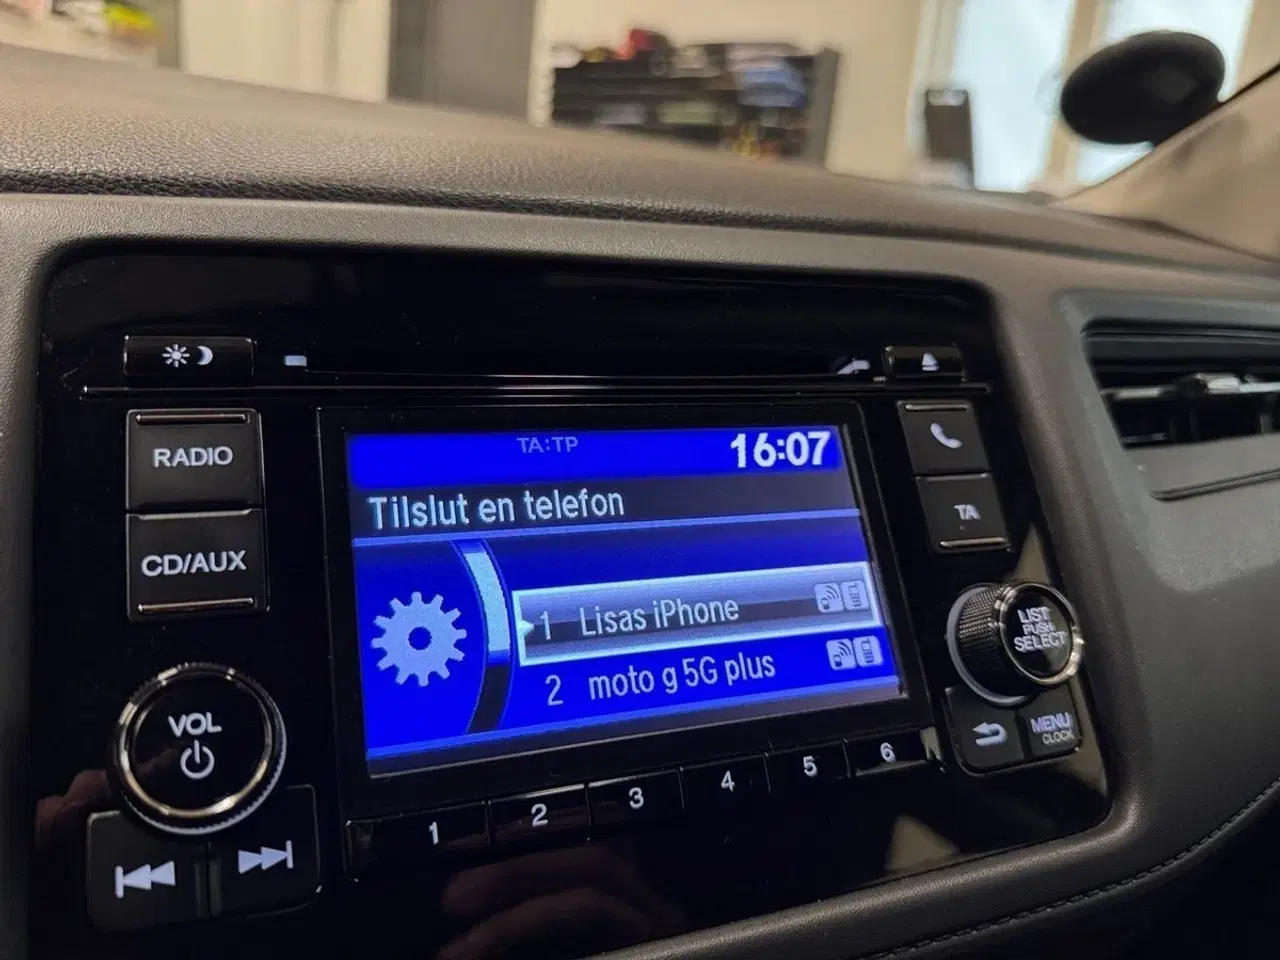 RADIO
CD/AUX
VOL
TA:TP
16:07
Tilslut en telefon
1 Lisas iPhone
2 moto g 5G plus
TA
LIST
PUSH
SELECT
MENU
CLOCK
1 2 3 4 5 6